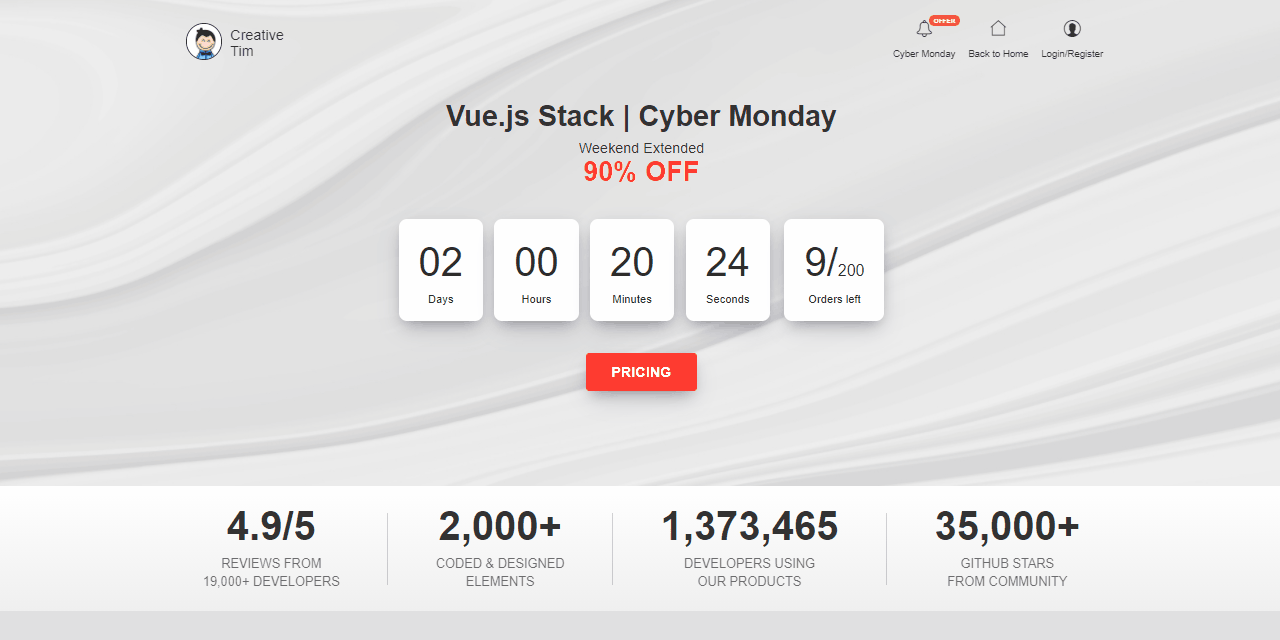 Creative
Tim
OFFER
Cyber Monday
Back to Home
Login/Register
Vue.js Stack | Cyber Monday
Weekend Extended
90% OFF
02 00 20 24 9/200
Days Hours Minutes Seconds Orders left
PRICING
4.9/5 2,000+ 1,373,465 35,000+
REVIEWS FROM CODED & DESIGNED DEVELOPERS USING GITHUB STARS
19,000+ DEVELOPERS ELEMENTS OUR PRODUCTS FROM COMMUNITY